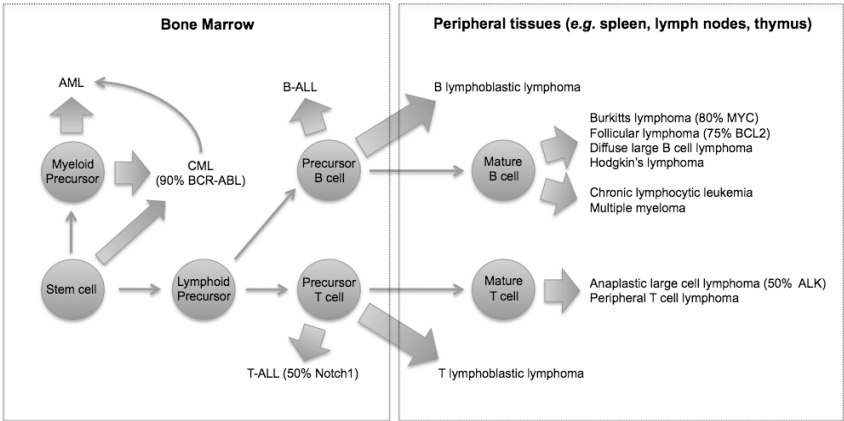 Bone Marrow
Peripheral tissues (e.g. spleen, lymph nodes, thymus)
AML
B-ALL
B lymphoblastic lymphoma
Myeloid
Precursor
CML
(90% BCR-ABL)
Precursor
B cell
Mature
B cell
Burkitts lymphoma (80% MYC)
Follicular lymphoma (75% BCL2)
Diffuse large B cell lymphoma
Hodgkin's lymphoma
Chronic lymphocytic leukemia
Multiple myeloma
Stem cell
Lymphoid
Precursor
Precursor
T cell
Mature
T cell
Anaplastic large cell lymphoma (50% ALK)
Peripheral T cell lymphoma
T-ALL (50% Notch1)
T lymphoblastic lymphoma